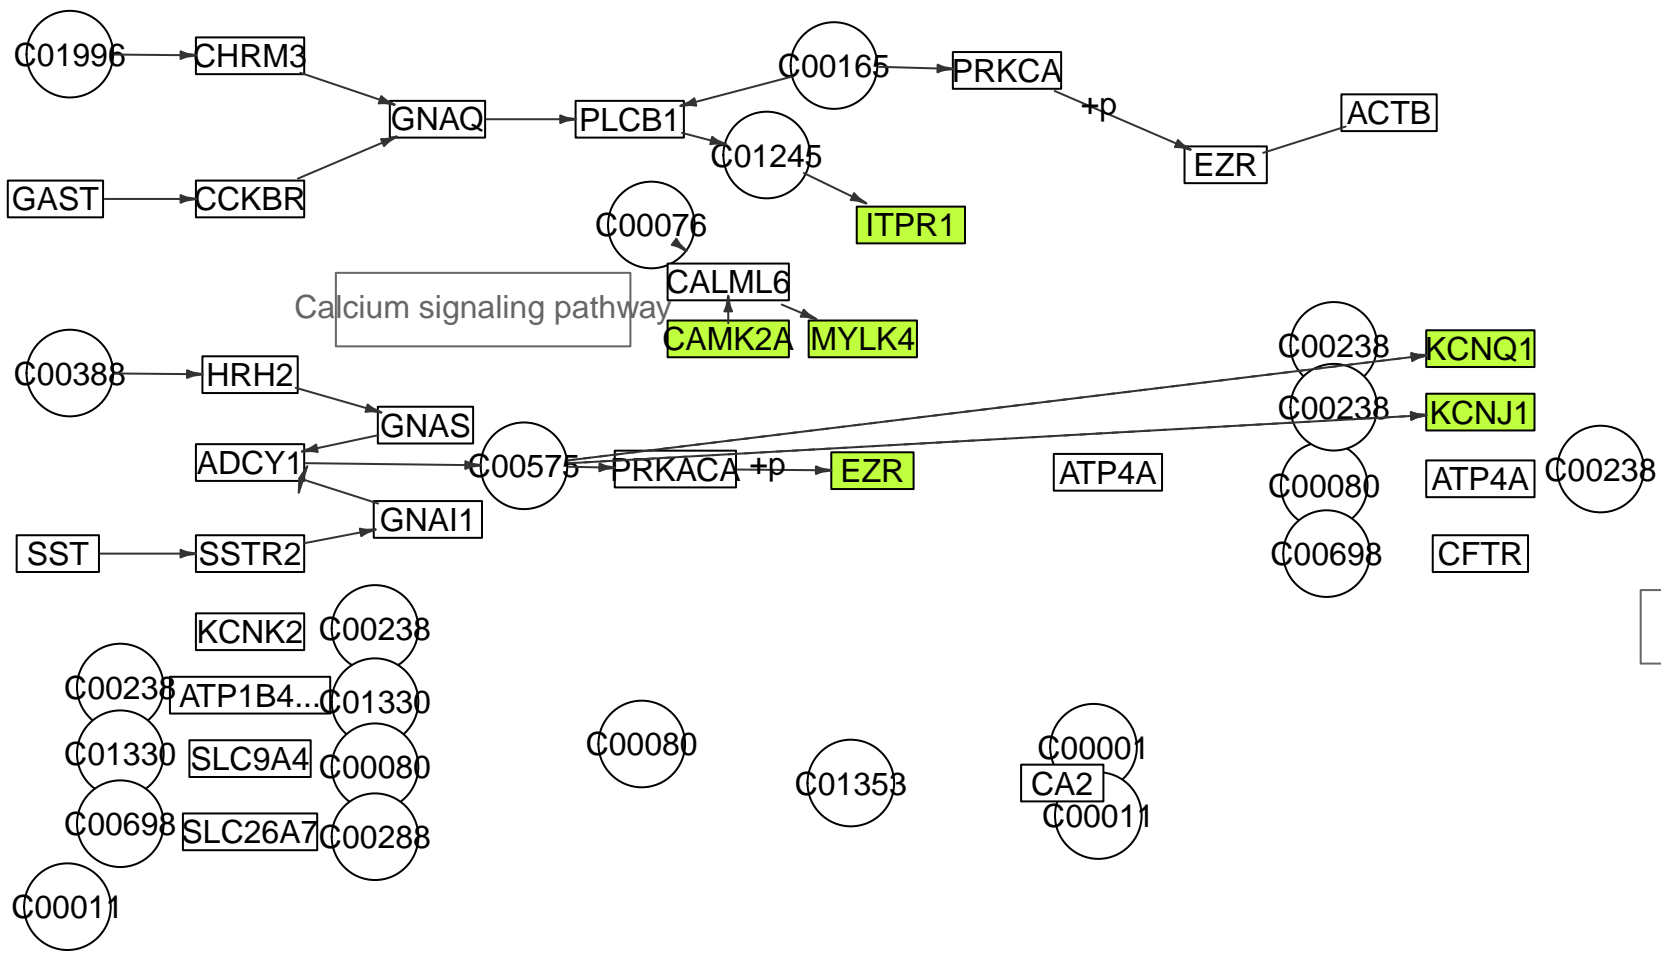 C01996
CHRM3
C00165
PRKCA
+p
ACTB
GNAQ
PLCB1
C01245
EZR
GAST
CCKBR
C00076
ITPR1
CALML6
Calcium signaling pathway
CAMK2A
MYLK4
C00238
KCNQ1
C00388
HRH2
C00238
KCNJ1
GNAS
ADCY1
C00575
PRKACA
+p
EZR
ATP4A
C00080
ATP4A
C00238
GNAI1
SST
SSTR2
C00698
CFTR
KCNK2
C00238
C00238
ATP1B4...
C01330
C00080
C00001
C01330
SLC9A4
C00080
C01353
CA2
C00011
C00698
SLC26A7
C00288
C00011